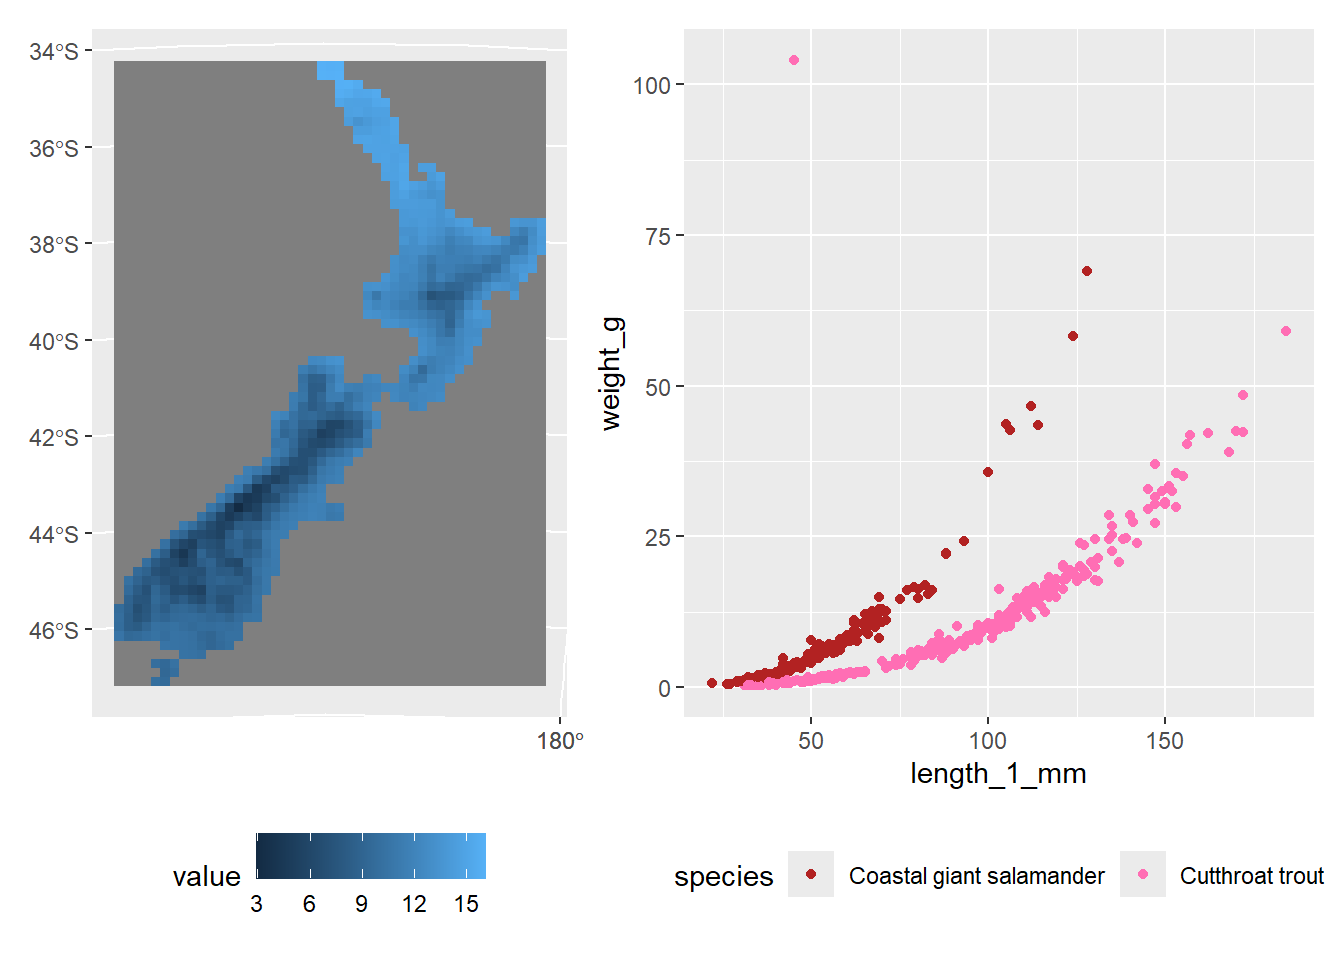 34°S
36°S
38°S
40°S
42°S
44°S
46°S
180°
value
3 6 9 12 15
100
75
50
25
0
weight_g
50 100 150
length_1_mm
species Coastal giant salamander Cutthroat trout